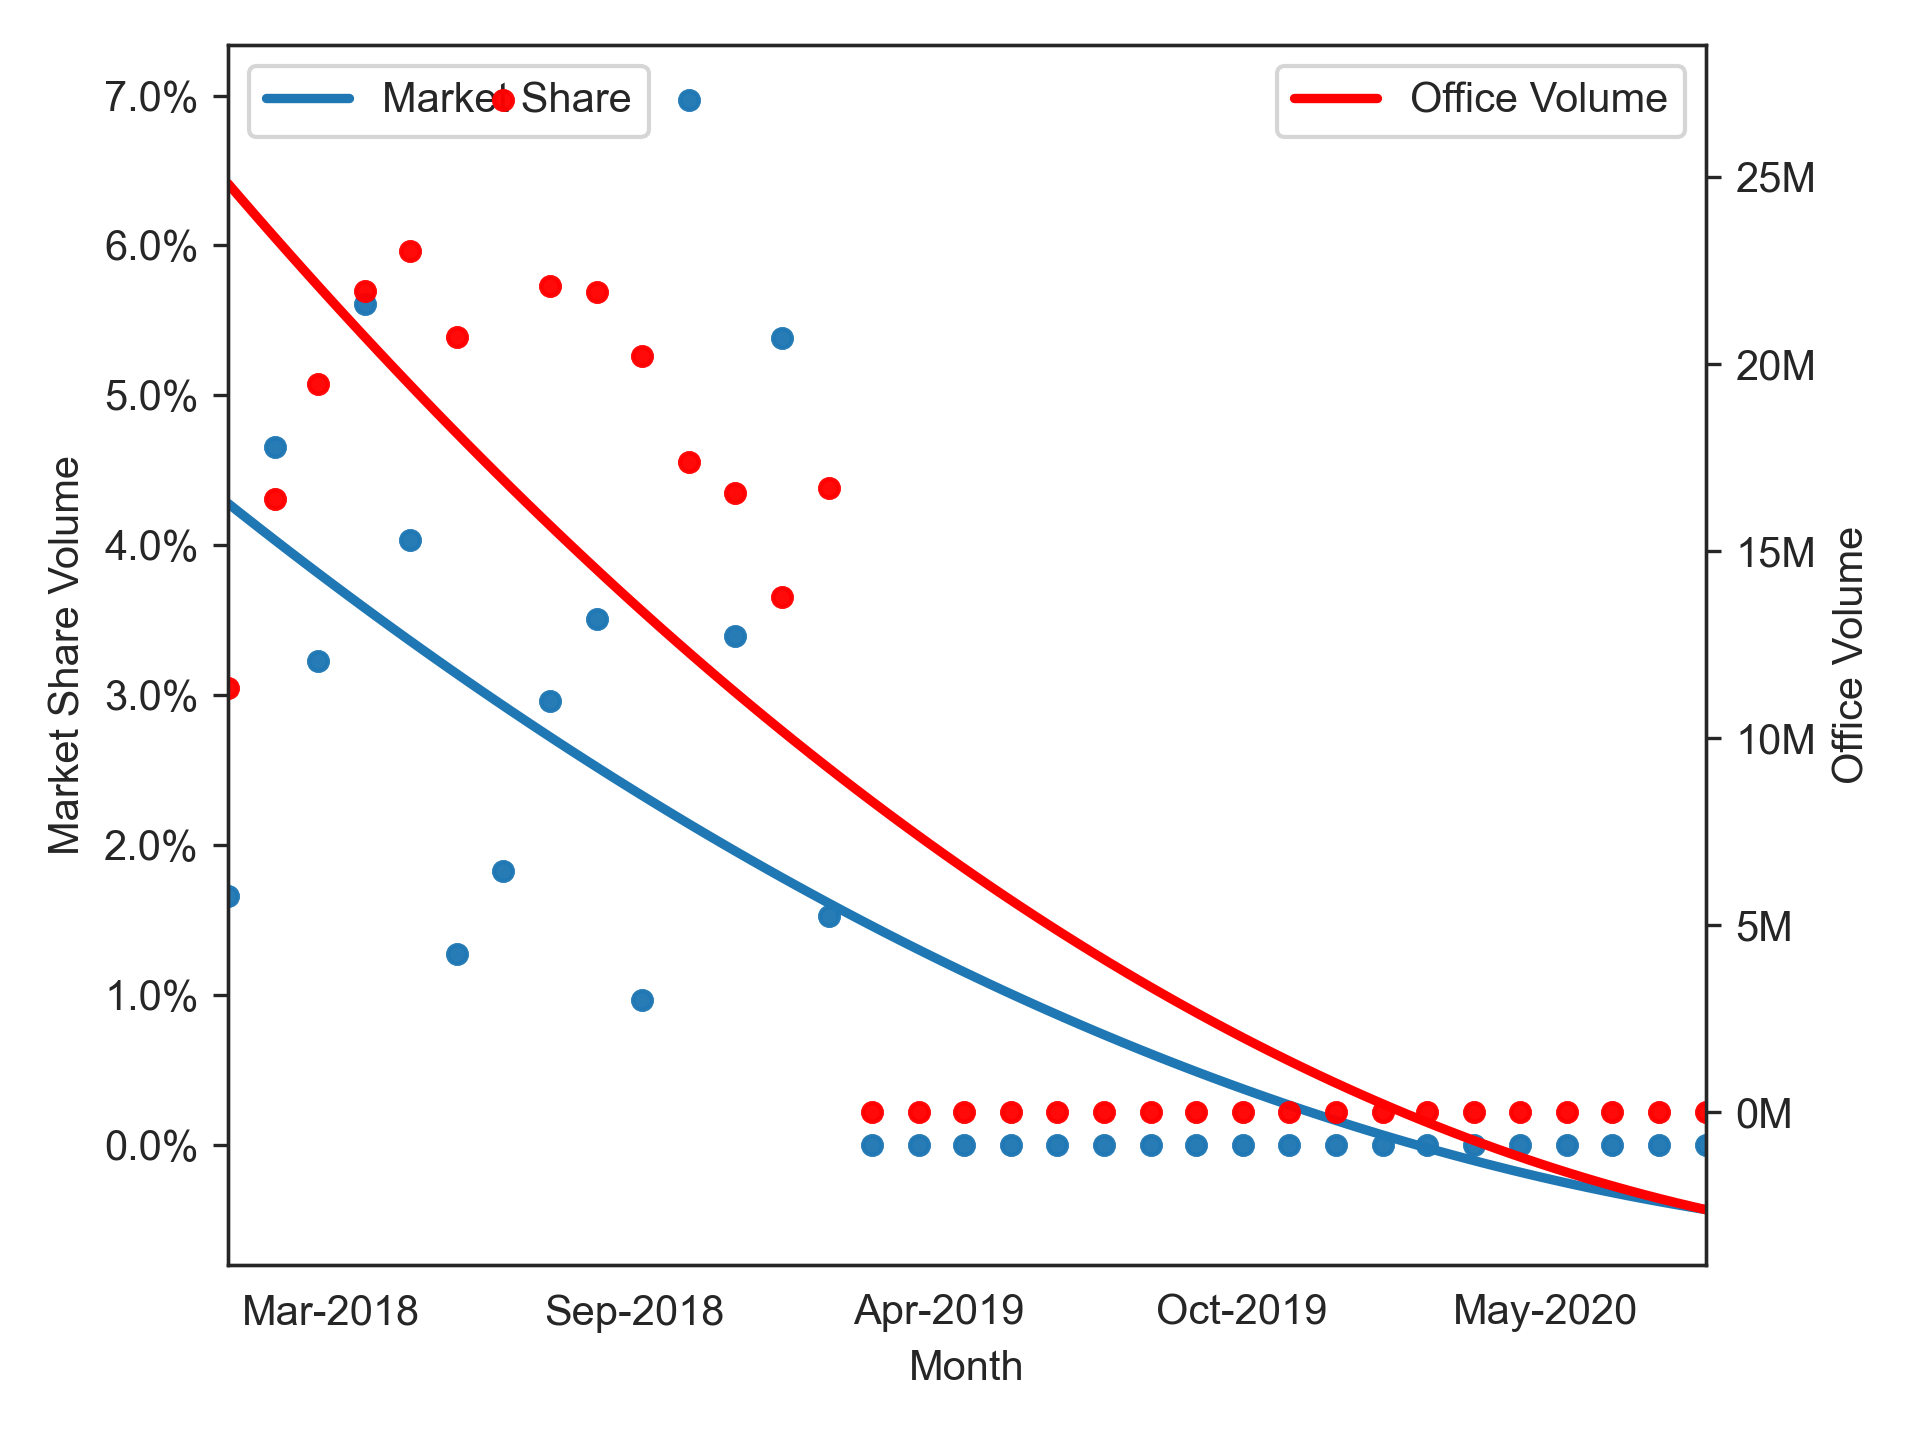 Market Share
Office Volume
7.0%
6.0%
5.0%
4.0%
3.0%
2.0%
1.0%
0.0%
Market Share Volume
25M
20M
15M
10M
5M
0M
Office Volume
Mar-2018 Sep-2018 Apr-2019 Oct-2019 May-2020
Month